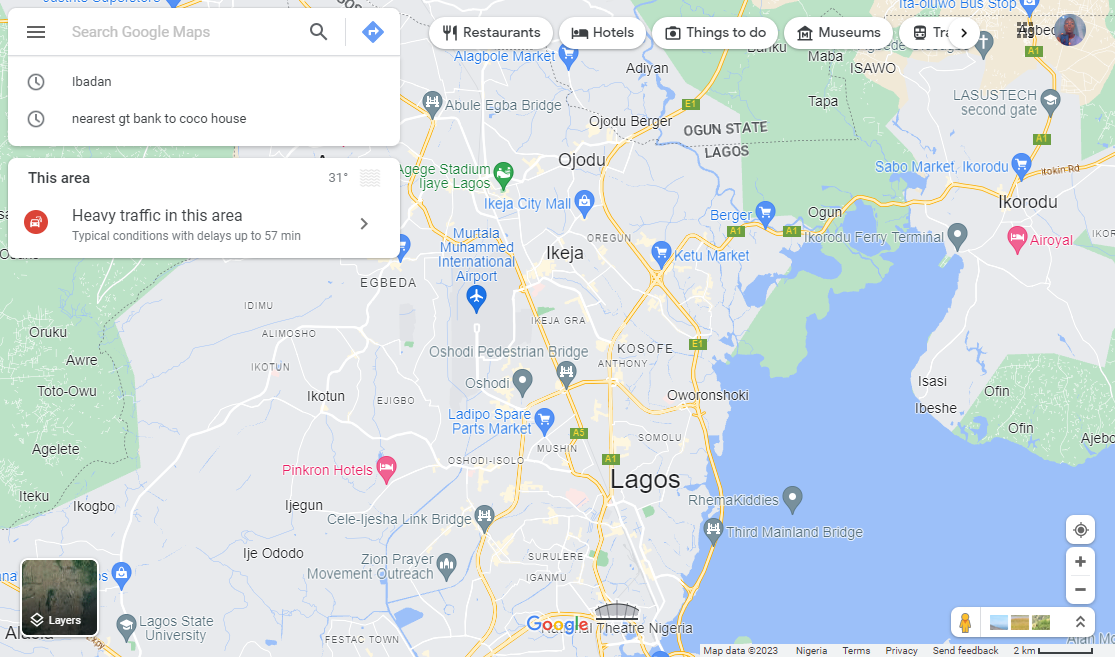 Search Google Maps
Restaurants
Hotels
Things to do
Museums
Ibadan
nearest gt bank to coco house
This area
31°
Heavy traffic in this area
Typical conditions with delays up to 57 min
Ita-oluwo Bus Stop
A1
Maba
ISAWO
Alagbole Market
Adiyan
Tapa
LASUSTECH
second gate
Abule Egba Bridge
E1
Ojodu Berger
OGUN STATE
LAGOS
A1
Ojodu
Agege Stadium
Ijaye Lagos
Sabo Market, Ikorodu
Itokin Rd
Ikeja City Mall
Ikorodu
Berger
Ogun
A1
A1
Murtala
Muhammed
International
Airport
OREGUN
Ikorodu Ferry Terminal
Airoyal
Ikeja
Ketu Market
EGBEDA
IDIMU
IKEJA GRA
Oruku
ALIMOSHO
Awre
Oshodi Pedestrian Bridge
KOSOFE
E1
ANTHONY
IKOTUN
Toto-Owu
Oshodi
Isasi
Ofin
Ikotun
EJIGBO
Oworonshoki
Ibeshe
Ladipo Spare
Parts Market
A5
Ofin
SOMOLU
Agelete
MUSHIN
OSHODI-ISOLO
A1
Pinkron Hotels
Lagos
Iteku
Ikogbo
Ijegun
RhemaKiddies
Cele-Ijesha Link Bridge
Third Mainland Bridge
Ije Ododo
Zion Prayer
Movement Outreach
SURULERE
IGANMU
Layers
Lagos State
University
FESTAC TOWN
Google
National Theatre Nigeria
Map data ©2023
Nigeria
Terms
Privacy
Send feedback
2 km